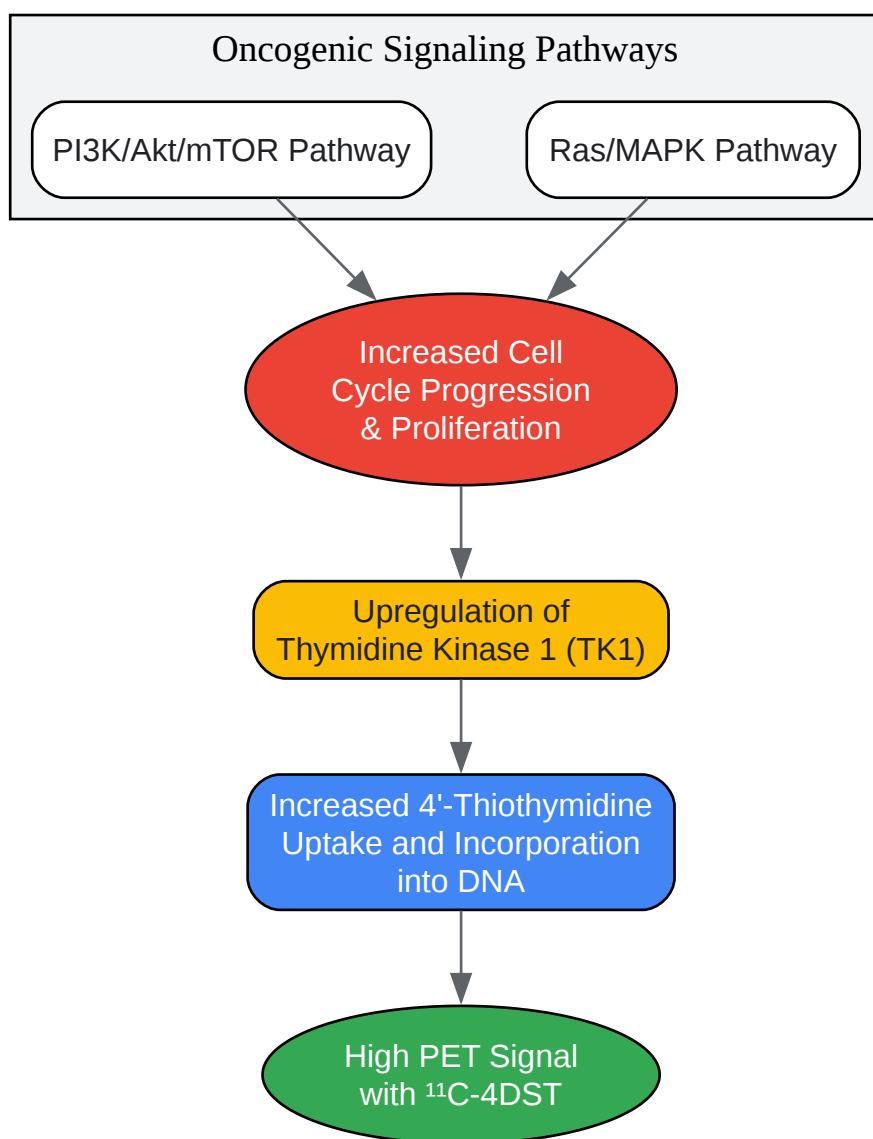 Oncogenic Signaling Pathways
PI3K/Akt/mTOR Pathway
Ras/MAPK Pathway
Increased Cell
Cycle Progression
& Proliferation
Upregulation of
Thymidine Kinase 1 (TK1)
Increased 4'-Thiothymidine
Uptake and Incorporation
into DNA
High PET Signal
with ¹¹C-4DST